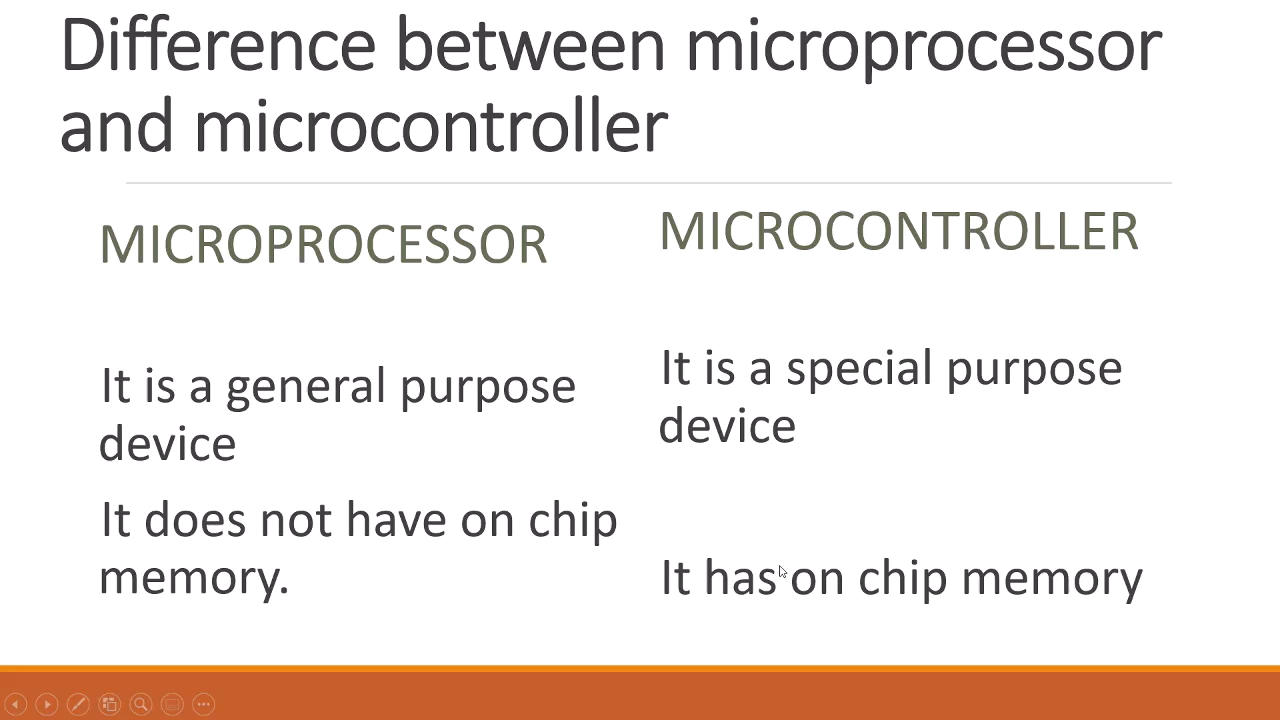 Difference between microprocessor
and microcontroller
MICROPROCESSOR
It is a general purpose
device
It does not have on chip
memory.
MICROCONTROLLER
It is a special purpose
device
It has on chip memory